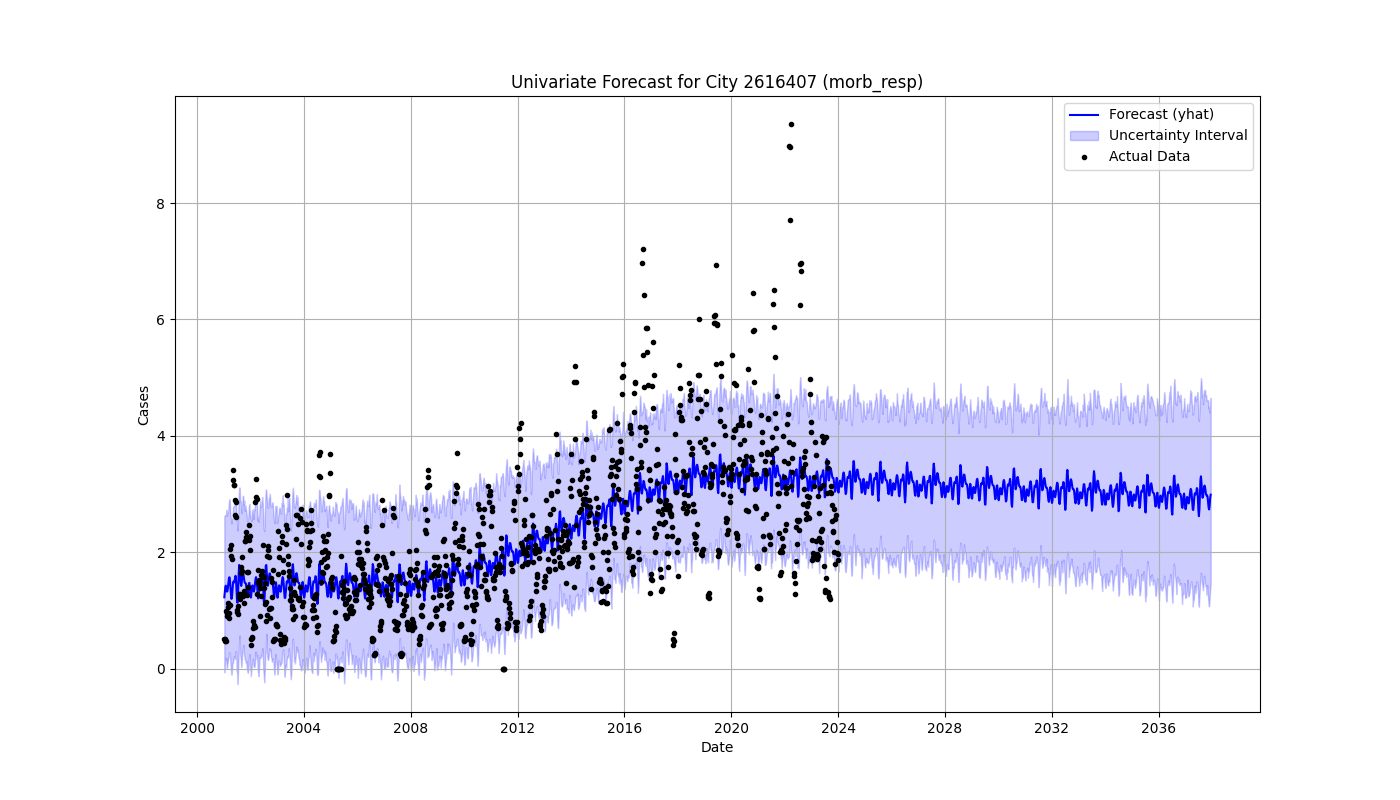 Univariate Forecast for City 2616407 (morb_resp)
Forecast (yhat)
Uncertainty Interval
Actual Data
Cases
8
6
4
2
0
2000 2004 2008 2012 2016 2020 2024 2028 2032 2036
Date